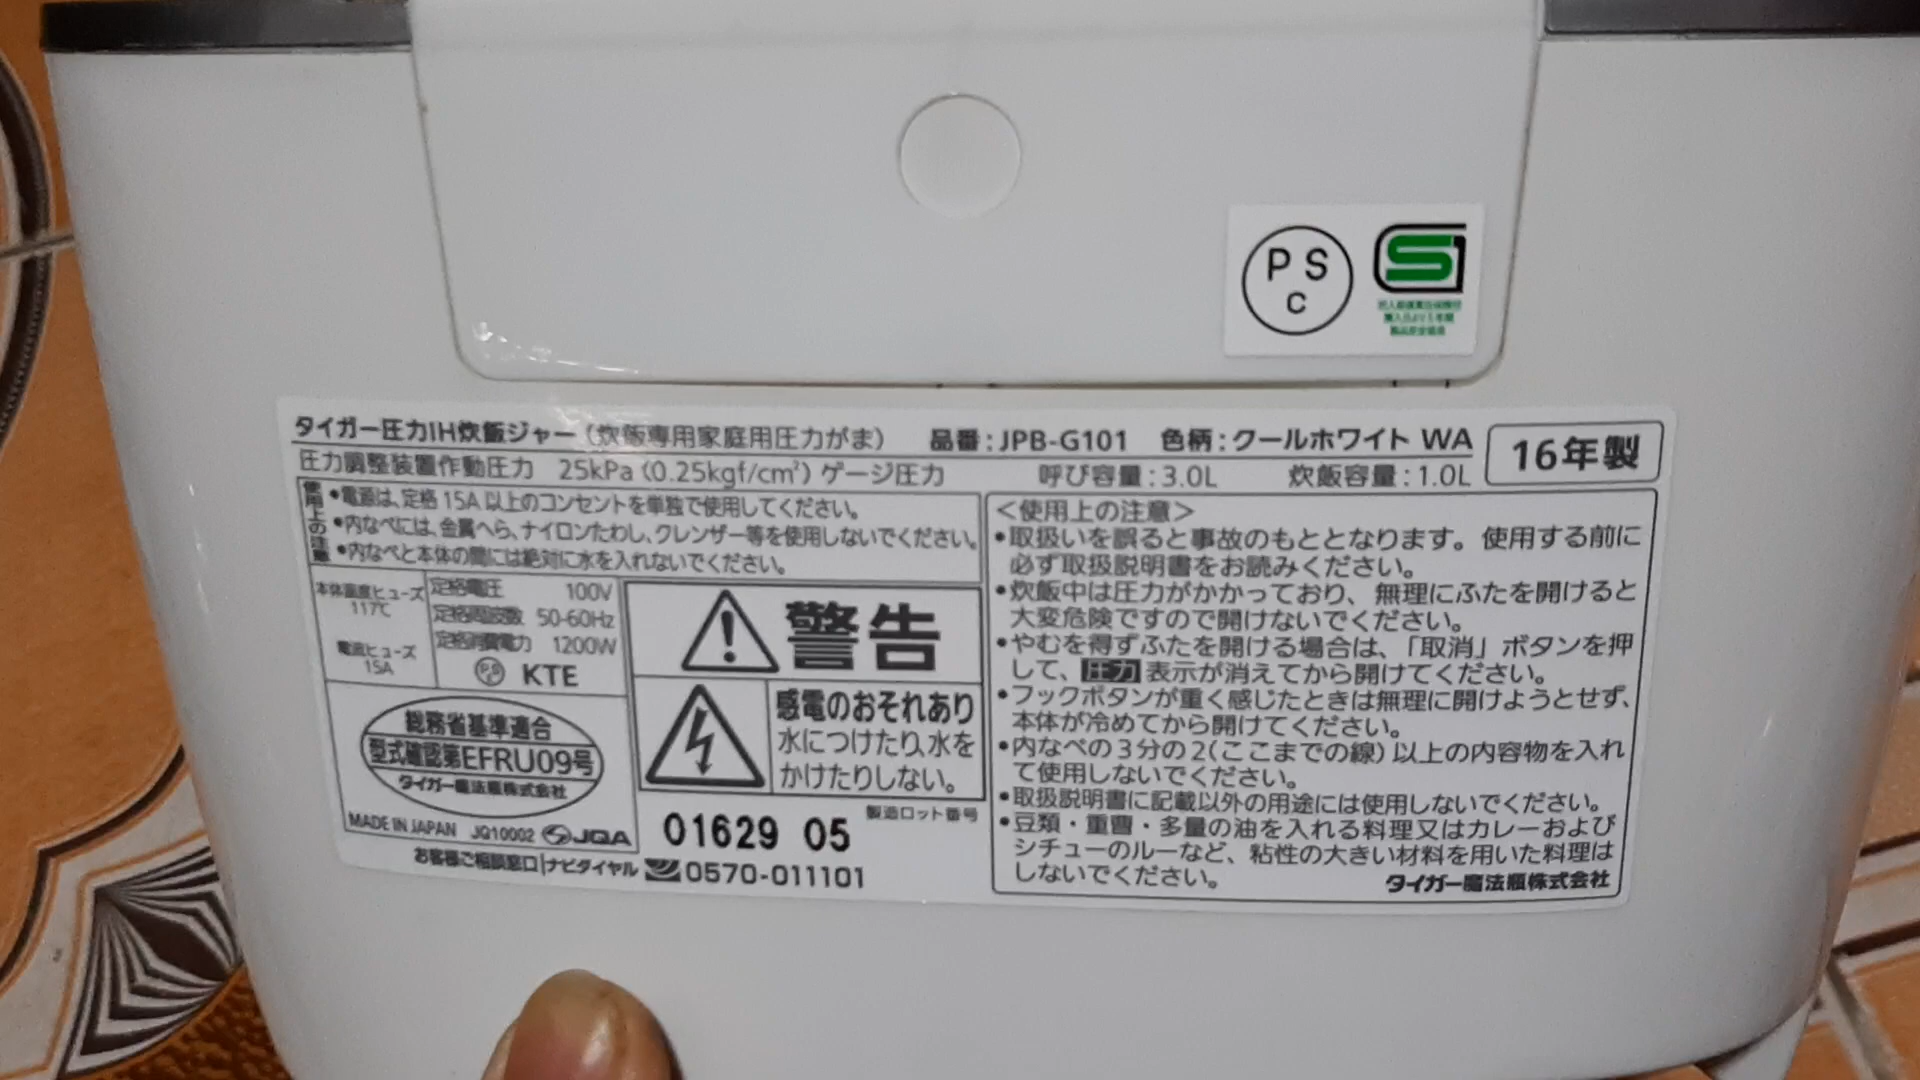 P S
C
タイガー圧力IH炊飯ジャー（炊飯専用家庭用圧力がま） 品番：JPB-G101 色柄：クールホワイト WA
16年製
圧力調整装置作動圧力 25kPa（0.25kgf/cm²）ゲージ圧力 呼び容量：3.0L 炊飯容量：1.0L
使用上の注意
•電源は、定格15A以上のコンセントを単独で使用してください。
•内なべには、金属へら、ナイロンたわし、クレンザー等を使用しないでください。
•内なべと本体の間には絶対に水を入れないでください。
本体温度ヒューズ
117℃
電流ヒューズ
15A
定格電圧 100V
定格周波数 50-60Hz
定格消費電力 1200W
PS KTE
総務省基準適合
型式確認第EFRU09号
タイガー魔法瓶株式会社
MADE IN JAPAN JQ10002 JQA
警告
感電のおそれあり
水につけたり、水を
かけたりしない。
01629 05
製造ロット番号
お客様ご相談窓口 ナビダイヤル 0570-011101
＜使用上の注意＞
•取扱いを誤ると事故のもととなります。使用する前に
必ず取扱説明書をお読みください。
•炊飯中は圧力がかかっており、無理にふたを開けると
大変危険ですので開けないでください。
•やむを得ずふたを開ける場合は、「取消」ボタンを押
して、圧力表示が消えてから開けてください。
•フックボタンが重く感じたときは無理に開けようとせず、
本体が冷めてから開けてください。
•内なべの3分の2（ここまでの線）以上の内容物を入れ
て使用しないでください。
•取扱説明書に記載以外の用途には使用しないでください。
•豆類・重曹・多量の油を入れる料理又はカレーおよび
シチューのルーなど、粘性の大きい材料を用いた料理は
しないでください。
タイガー魔法瓶株式会社